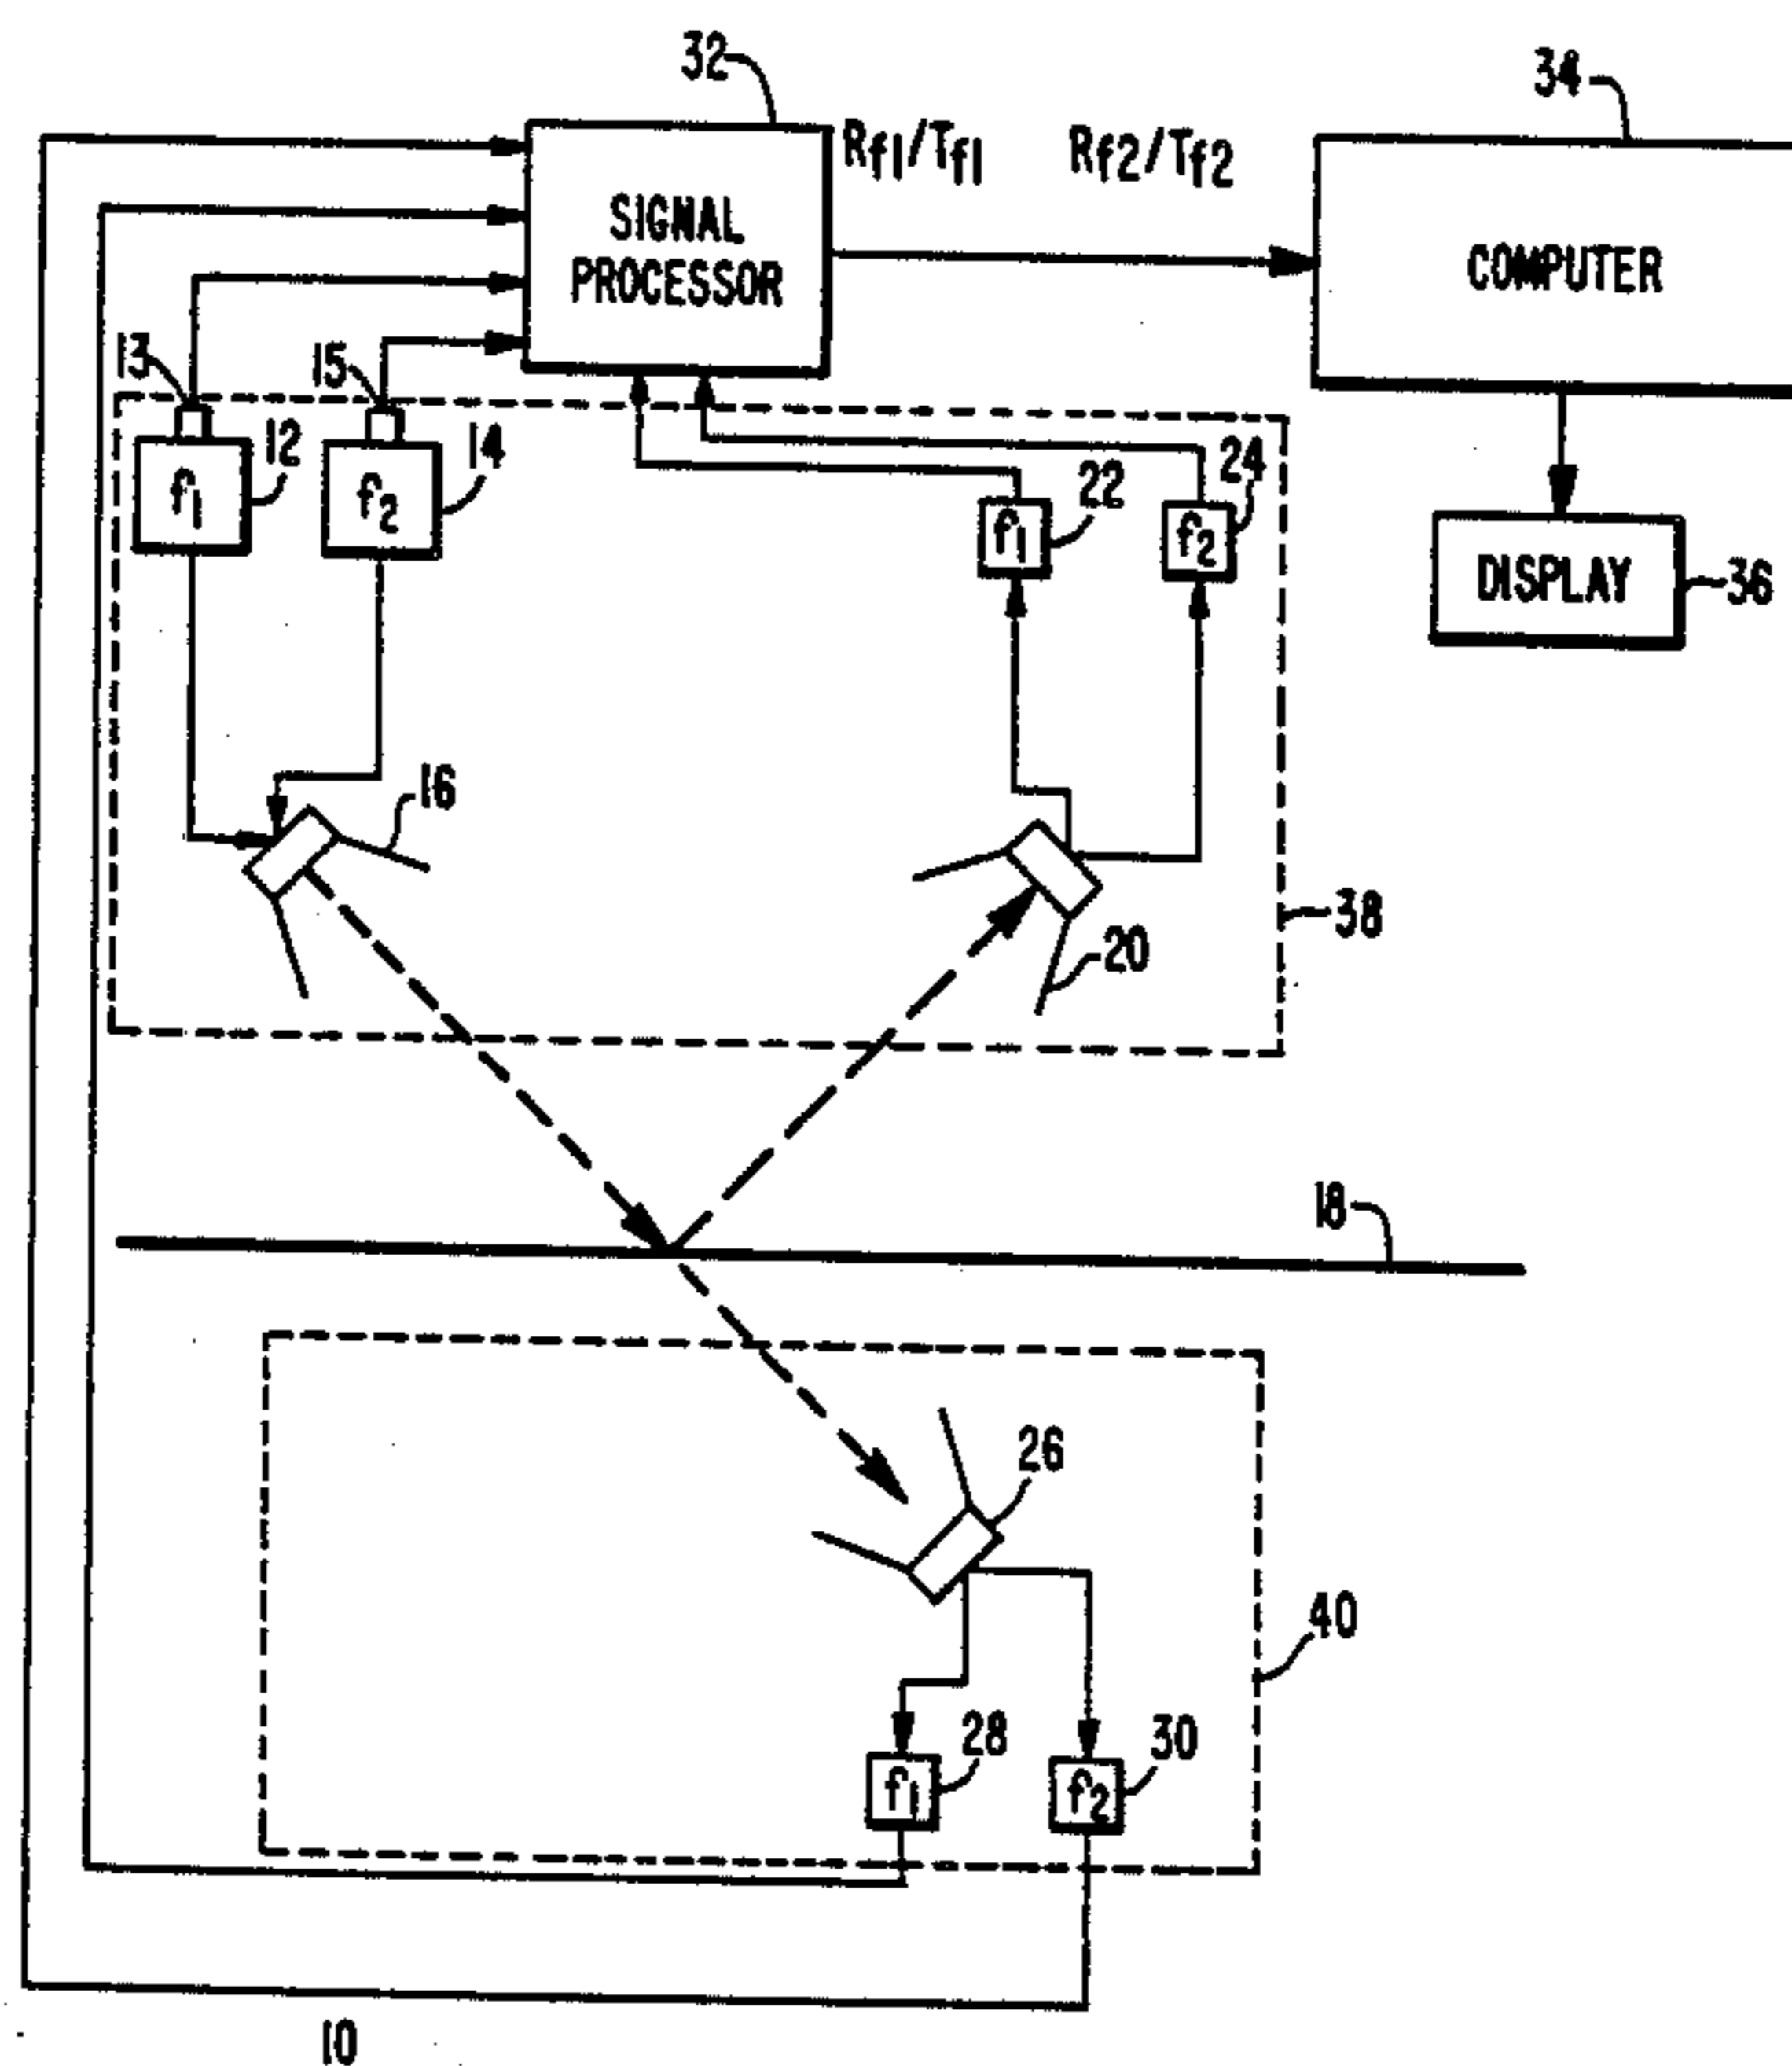 32
34
Rf1/Tf1 Rf2/Tf2
SIGNAL
PROCESSOR
COMPUTER
13
15
12
14
22
24
f1
f2
f1
f2
DISPLAY
36
16
38
20
18
26
40
28
30
f1
f2
10